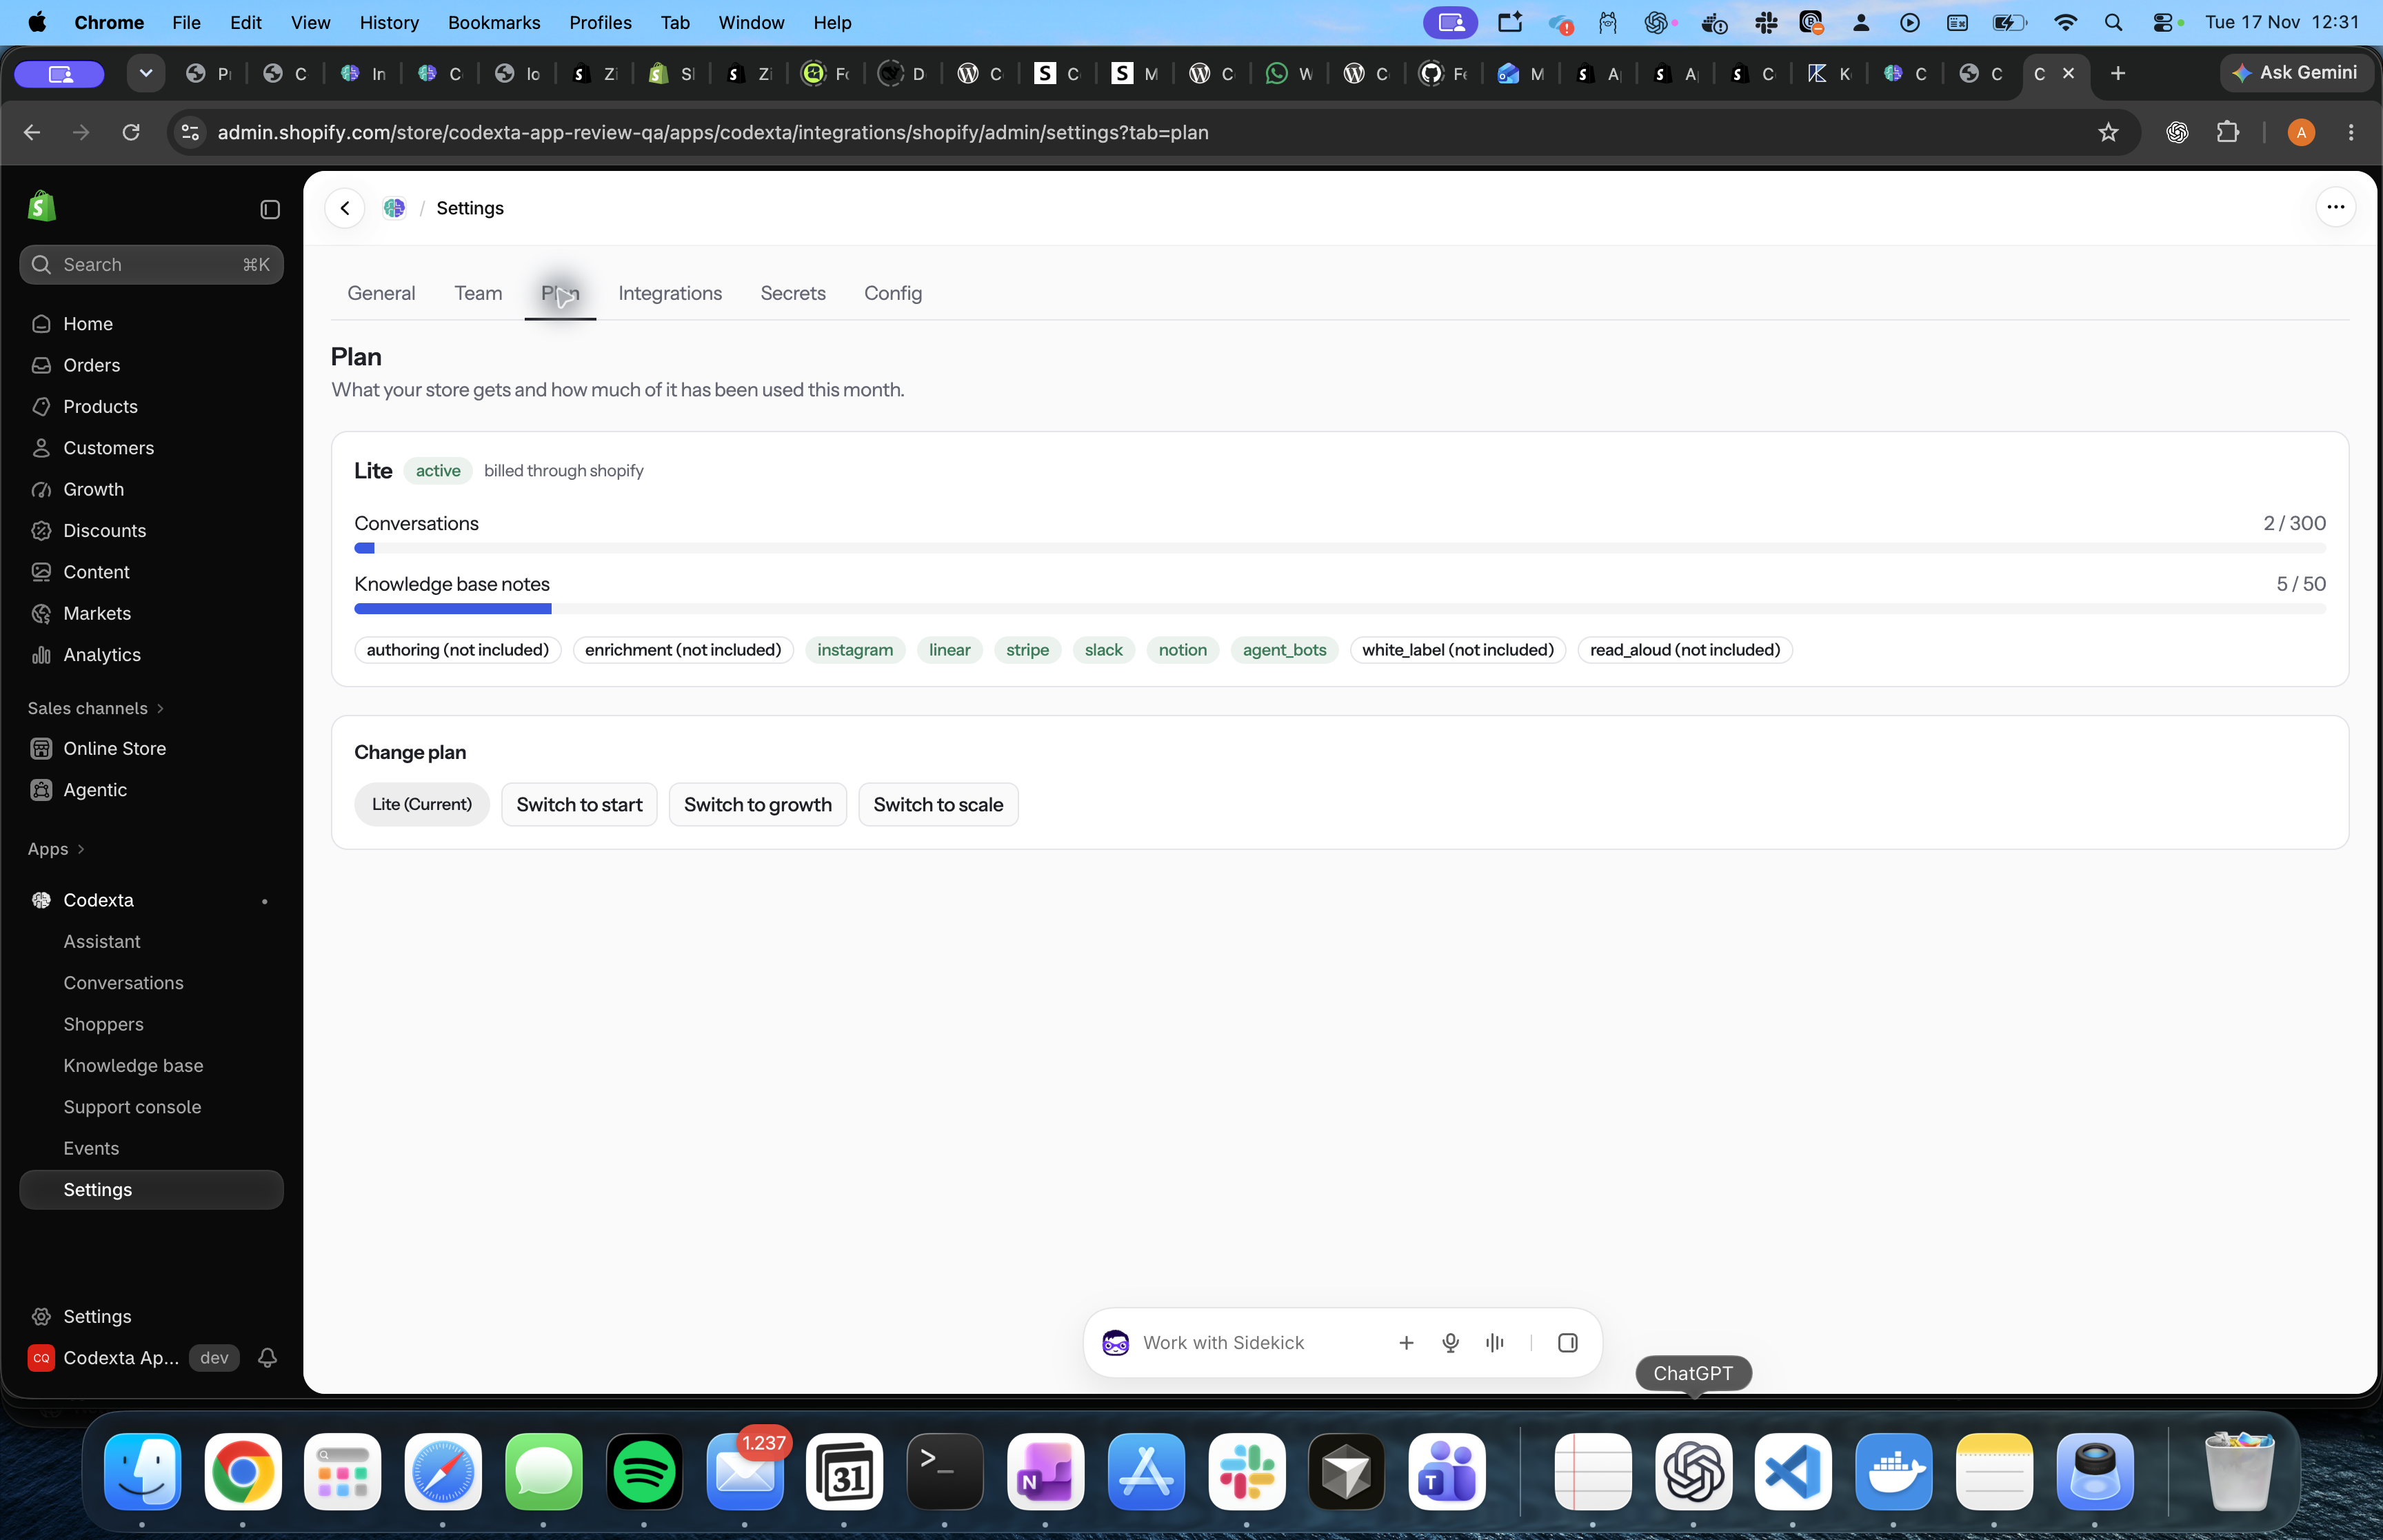 Chrome File Edit View History Bookmarks Profiles Tab Window Help Tue 17 Nov 12:31
Ask Gemini
admin.shopify.com/store/codexta-app-review-qa/apps/codexta/integrations/shopify/admin/settings?tab=plan
Search ⌘K
Home
Orders
Products
Customers
Growth
Discounts
Content
Markets
Analytics
Sales channels
Online Store
Agentic
Apps
Codexta
Assistant
Conversations
Shoppers
Knowledge base
Support console
Events
Settings
Settings
CQ Codexta Ap... dev
/ Settings
General Team Plan Integrations Secrets Config
Plan
What your store gets and how much of it has been used this month.
Lite active billed through shopify
Conversations 2 / 300
Knowledge base notes 5 / 50
authoring (not included) enrichment (not included) instagram linear stripe slack notion agent_bots white_label (not included) read_aloud (not included)
Change plan
Lite (Current) Switch to start Switch to growth Switch to scale
Work with Sidekick
ChatGPT
1.237
31